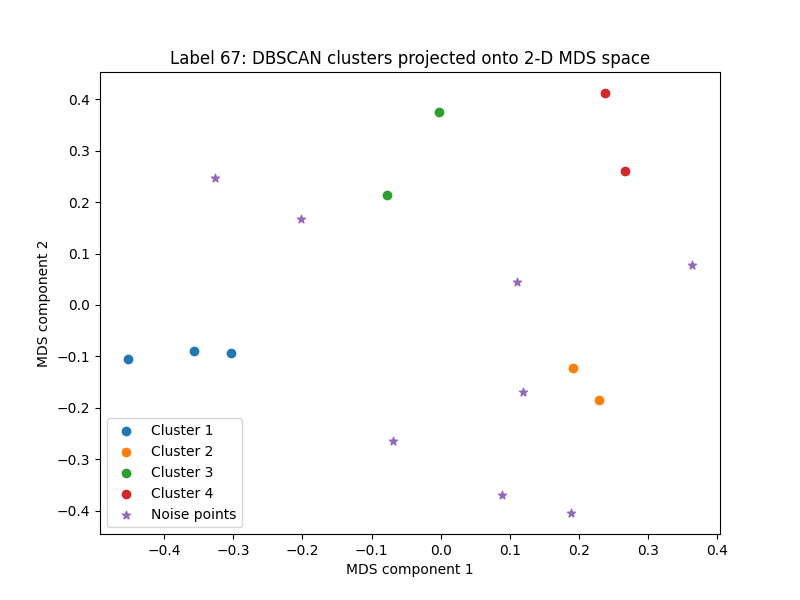 Label 67: DBSCAN clusters projected onto 2-D MDS space
MDS component 2
0.4
0.3
0.2
0.1
0.0
−0.1
−0.2
−0.3
−0.4
Cluster 1
Cluster 2
Cluster 3
Cluster 4
Noise points
−0.4 −0.3 −0.2 −0.1 0.0 0.1 0.2 0.3 0.4
MDS component 1